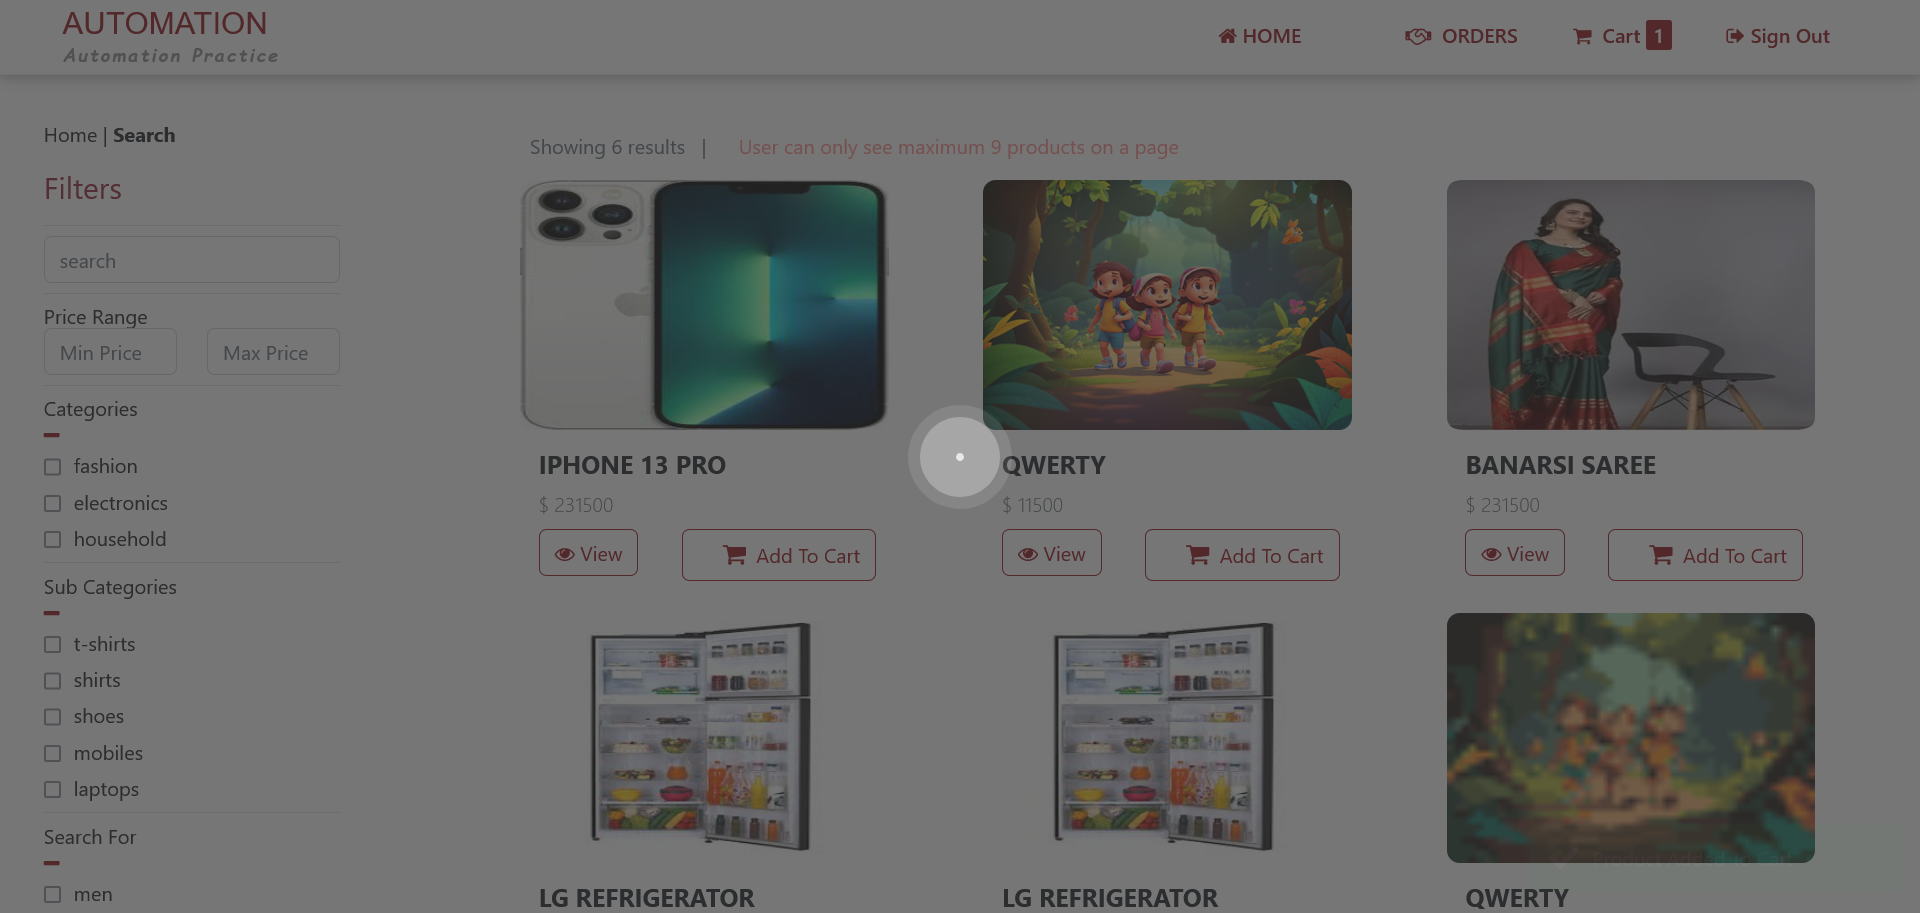 AUTOMATION
Automation Practice
HOME
ORDERS
Cart 1
Sign Out
Home | Search
Showing 6 results |
User can only see maximum 9 products on a page
Filters
search
Price Range
Min Price
Max Price
Categories
fashion
electronics
household
Sub Categories
t-shirts
shirts
shoes
mobiles
laptops
Search For
men
IPHONE 13 PRO
$ 231500
View
Add To Cart
QWERTY
$ 11500
View
Add To Cart
BANARSI SAREE
$ 231500
View
Add To Cart
LG REFRIGERATOR
LG REFRIGERATOR
QWERTY